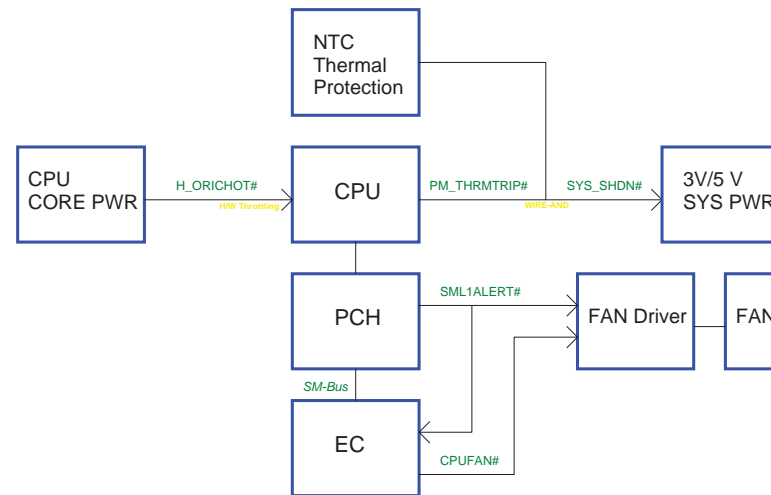 NTC
Thermal
Protection
CPU
CORE PWR
H_ORICHOT#
H/W Throttling
CPU
PM_THRMTRIP#
WIRE-AND
SYS_SHDN#
3V/5 V
SYS PWR
PCH
SML1ALERT#
FAN Driver
FAN
SM-Bus
EC
CPUFAN#